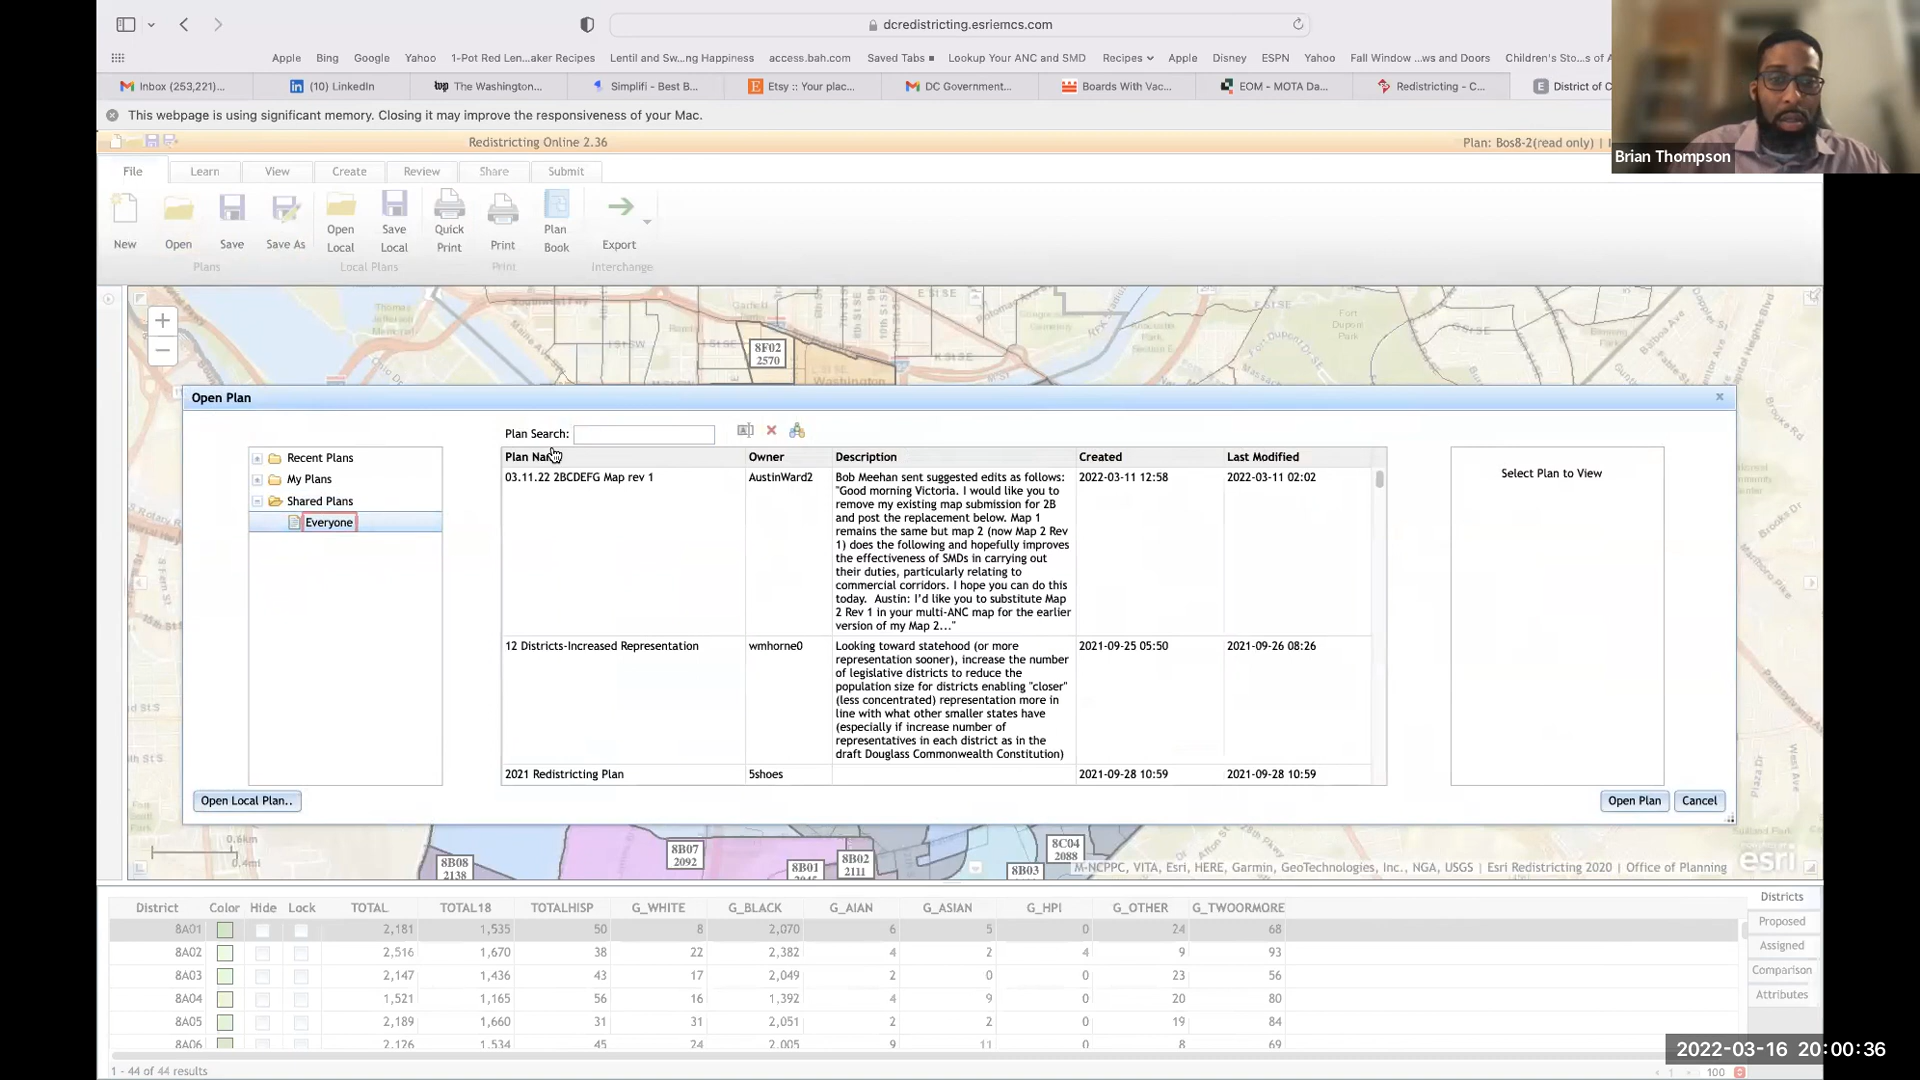 dcredistricting.esriemcs.com
Apple Bing Google Yahoo 1-Pot Red Len...aker Recipes Lentil and Sw...ng Happiness access.bah.com Saved Tabs Lookup Your ANC and SMD Recipes Apple Disney ESPN Yahoo Fall Window ...ws and Doors Children's Sto...s of A
Inbox (253,221)... (10) LinkedIn The Washington... Simplifi - Best B... Etsy :: Your plac... DC Government... Boards With Vac... EOM - MOTA Da... Redistricting - C... District of C
This webpage is using significant memory. Closing it may improve the responsiveness of your Mac.
Redistricting Online 2.36 Plan: Bos8-2(read only) |
Brian Thompson
File Learn View Create Review Share Submit
New Open Save Save As Open Local Save Local Quick Print Print Plan Book Export
Plans Local Plans Print Interchange
8F02
2570
Open Plan
Plan Search:
Recent Plans
My Plans
Shared Plans
Everyone
Plan Name Owner Description Created Last Modified
03.11.22 2BCDEFG Map rev 1 AustinWard2 Bob Meehan sent suggested edits as follows: 2022-03-11 12:58 2022-03-11 02:02
"Good morning Victoria. I would like you to
remove my existing map submission for 2B
and post the replacement below. Map 1
remains the same but map 2 (now Map 2 Rev
1) does the following and hopefully improves
the effectiveness of SMDs in carrying out
their duties, particularly relating to
commercial corridors. I hope you can do this
today. Austin: I'd like you to substitute Map
2 Rev 1 in your multi-ANC map for the earlier
version of my Map 2..."
12 Districts-Increased Representation wmhorne0 Looking toward statehood (or more 2021-09-25 05:50 2021-09-26 08:26
representation sooner), increase the number
of legislative districts to reduce the
population size for districts enabling "closer"
(less concentrated) representation more in
line with what other smaller states have
(especially if increase number of
representatives in each district as in the
draft Douglass Commonwealth Constitution)
2021 Redistricting Plan 5shoes 2021-09-28 10:59 2021-09-28 10:59
Select Plan to View
Open Local Plan.. Open Plan Cancel
0.6km
0.4mi
8B08
2138
8B07
2092
8B01
8B02
2111
8B03
8C04
2088
M-NCPPC, VITA, Esri, HERE, Garmin, GeoTechnologies, Inc., NGA, USGS | Esri Redistricting 2020 | Office of Planning
esri
District Color Hide Lock TOTAL TOTAL18 TOTALHISP G_WHITE G_BLACK G_AIAN G_ASIAN G_HPI G_OTHER G_TWOORMORE
8A01 2,181 1,535 50 8 2,070 6 5 0 24 68
8A02 2,516 1,670 38 22 2,382 4 2 4 9 93
8A03 2,147 1,436 43 17 2,049 2 0 0 23 56
8A04 1,521 1,165 56 16 1,392 4 9 0 20 80
8A05 2,189 1,660 31 31 2,051 2 2 0 19 84
8A06 2,126 1,534 45 24 2,005 9 11 0 8 69
Districts
Proposed
Assigned
Comparison
Attributes
1 - 44 of 44 results
1 100
2022-03-16 20:00:36